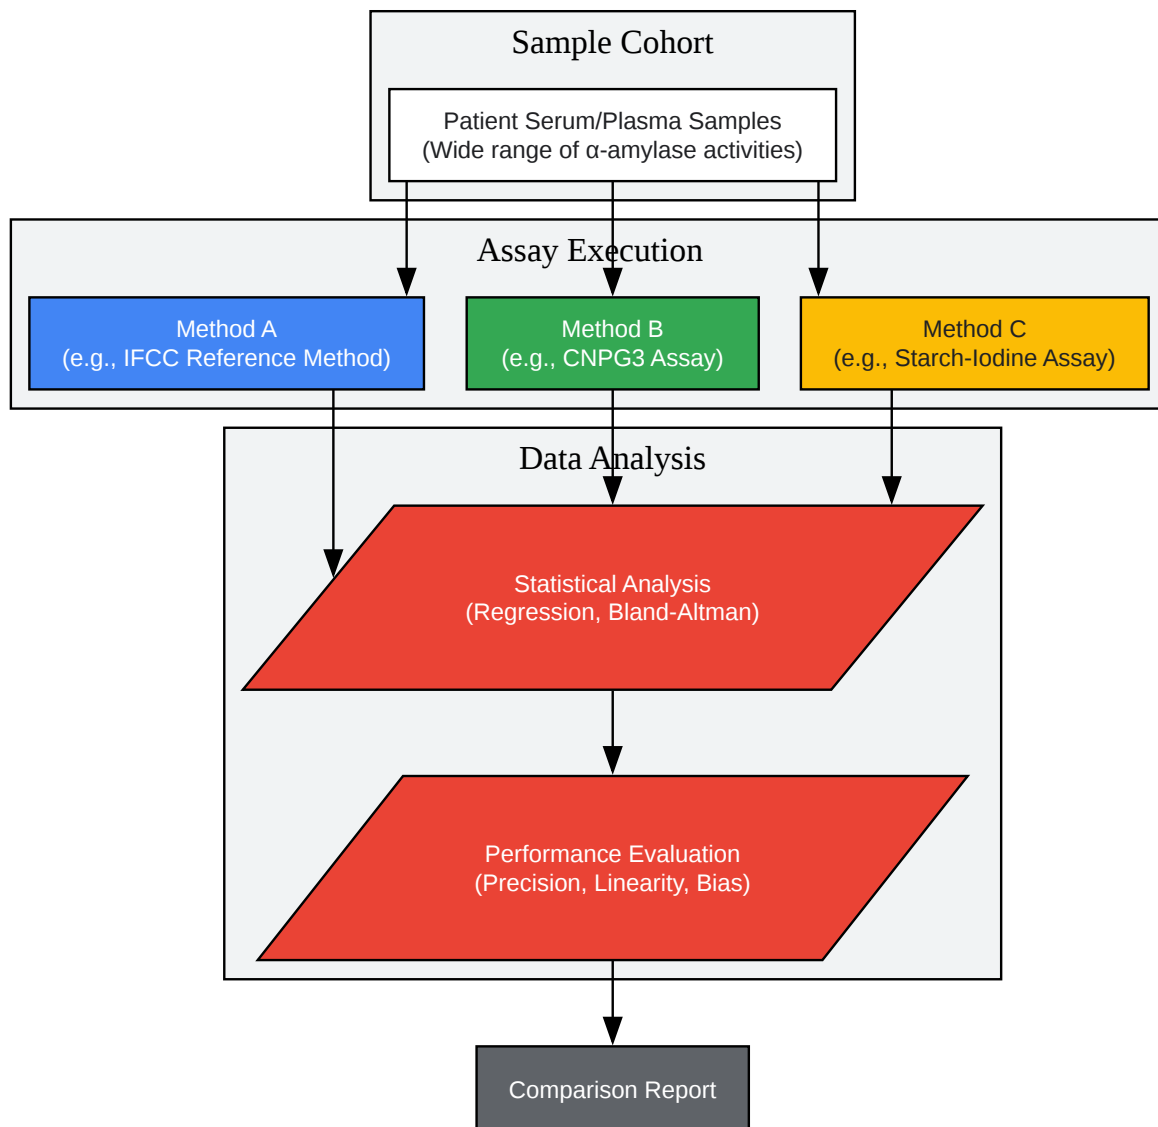 Sample Cohort
Patient Serum/Plasma Samples
(Wide range of α-amylase activities)
Assay Execution
Method A
(e.g., IFCC Reference Method)
Method B
(e.g., CNPG3 Assay)
Method C
(e.g., Starch-Iodine Assay)
Data Analysis
Statistical Analysis
(Regression, Bland-Altman)
Performance Evaluation
(Precision, Linearity, Bias)
Comparison Report